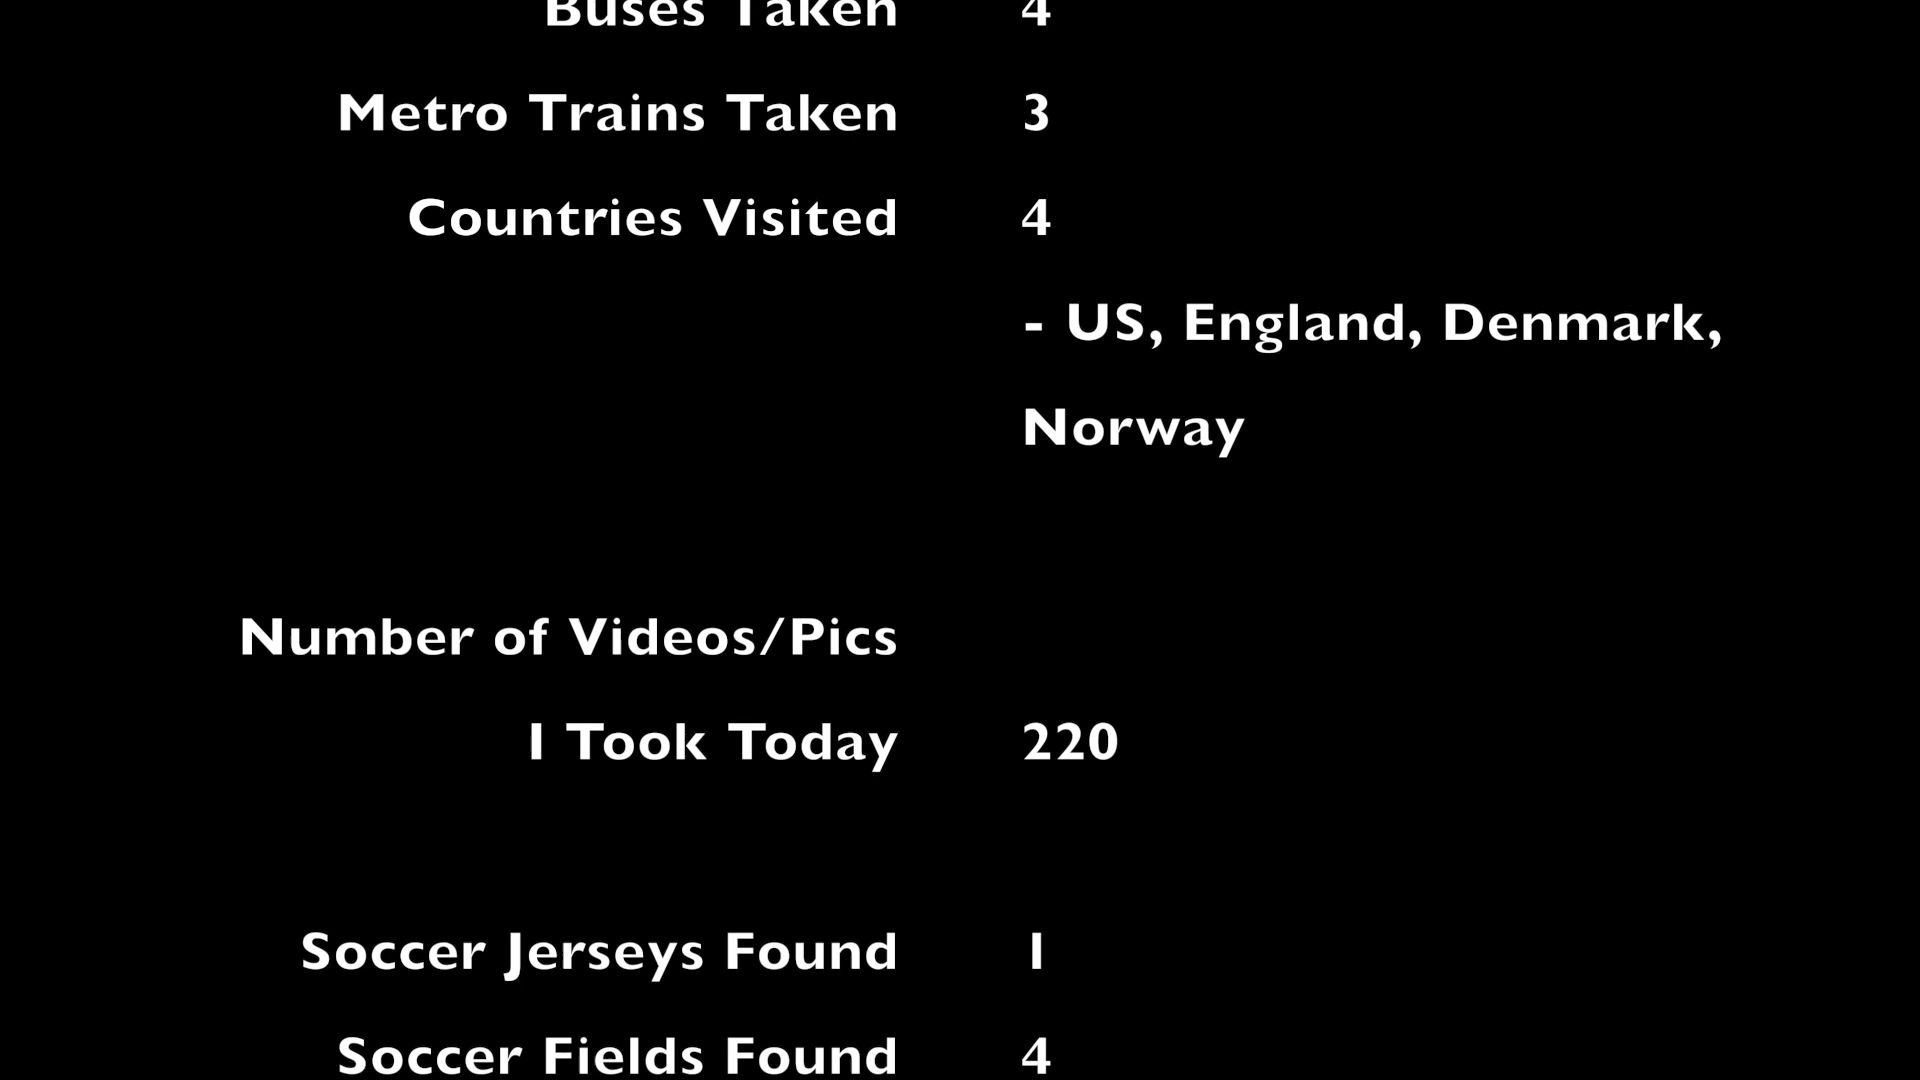 Buses Taken 4
Metro Trains Taken 3
Countries Visited 4
- US, England, Denmark,
Norway
Number of Videos/Pics
I Took Today 220
Soccer Jerseys Found 1
Soccer Fields Found 4